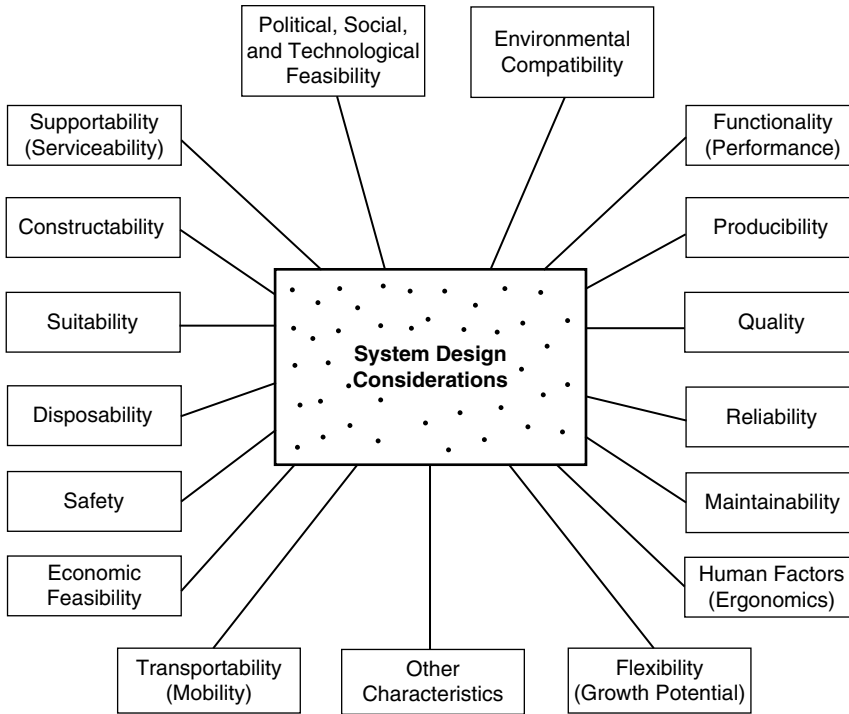 Political, Social,
and Technological
Feasibility
Environmental
Compatibility
Supportability
(Serviceability)
Functionality
(Performance)
Constructability
Producibility
Suitability
Quality
System Design
Considerations
Disposability
Reliability
Safety
Maintainability
Economic
Feasibility
Human Factors
(Ergonomics)
Transportability
(Mobility)
Other
Characteristics
Flexibility
(Growth Potential)